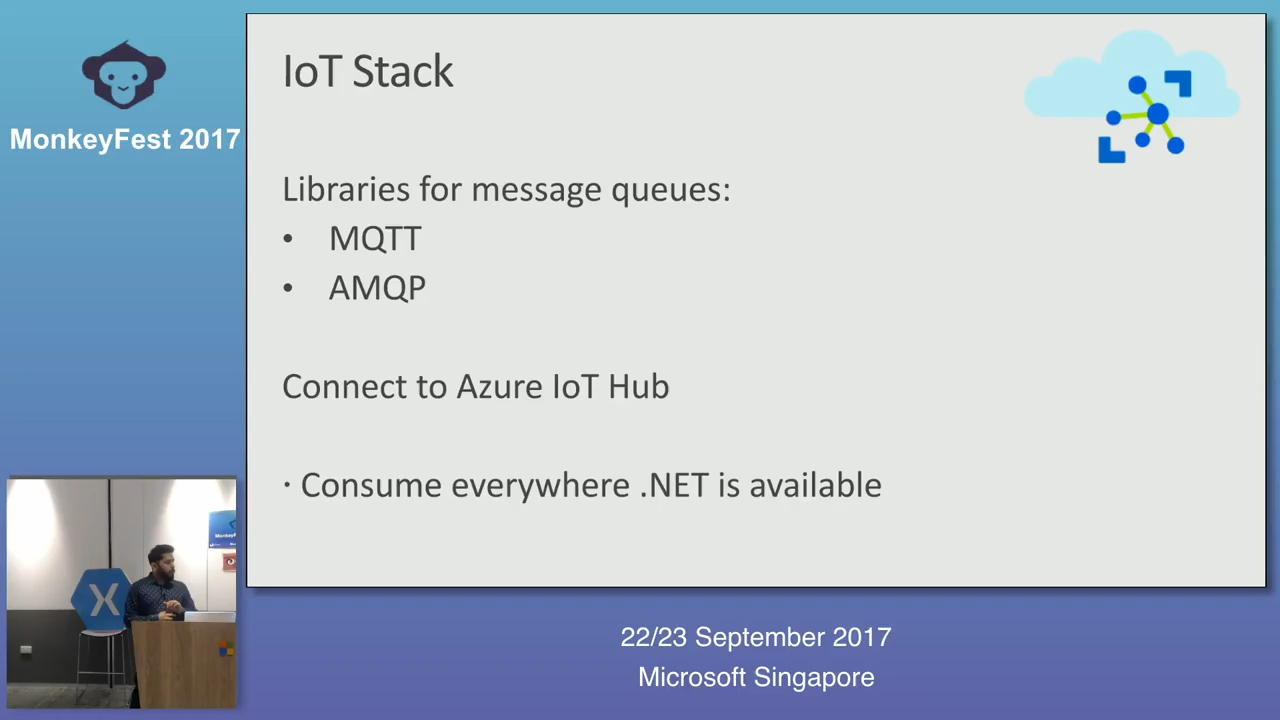 MonkeyFest 2017
IoT Stack
Libraries for message queues:
• MQTT
• AMQP
Connect to Azure IoT Hub
· Consume everywhere .NET is available
22/23 September 2017
Microsoft Singapore